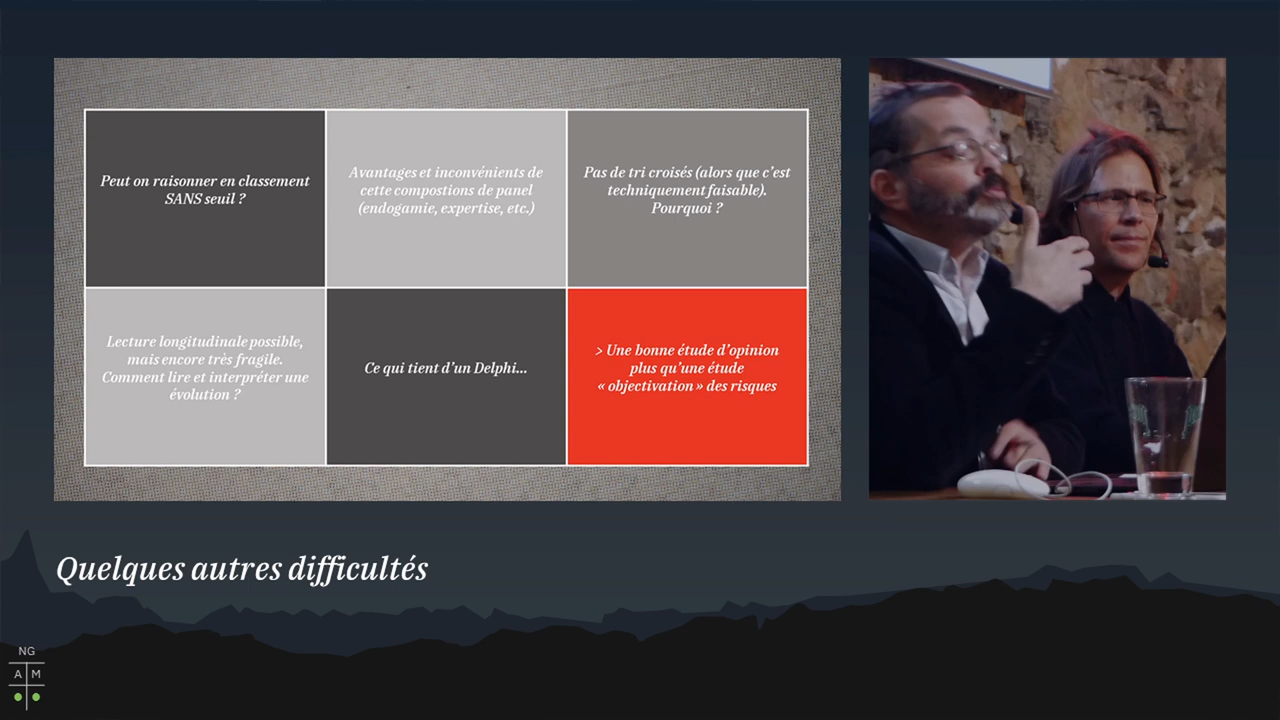 Peut on raisonner en classement
SANS seuil ?
Avantages et inconvénients de
cette compostions de panel
(endogamie, expertise, etc.)
Pas de tri croisés (alors que c’est
techniquement faisable).
Pourquoi ?
Lecture longitudinale possible,
mais encore très fragile.
Comment lire et interpréter une
évolution ?
Ce qui tient d’un Delphi...
> Une bonne étude d’opinion
plus qu’une étude
« objectivation » des risques
Quelques autres difficultés
NG
A M